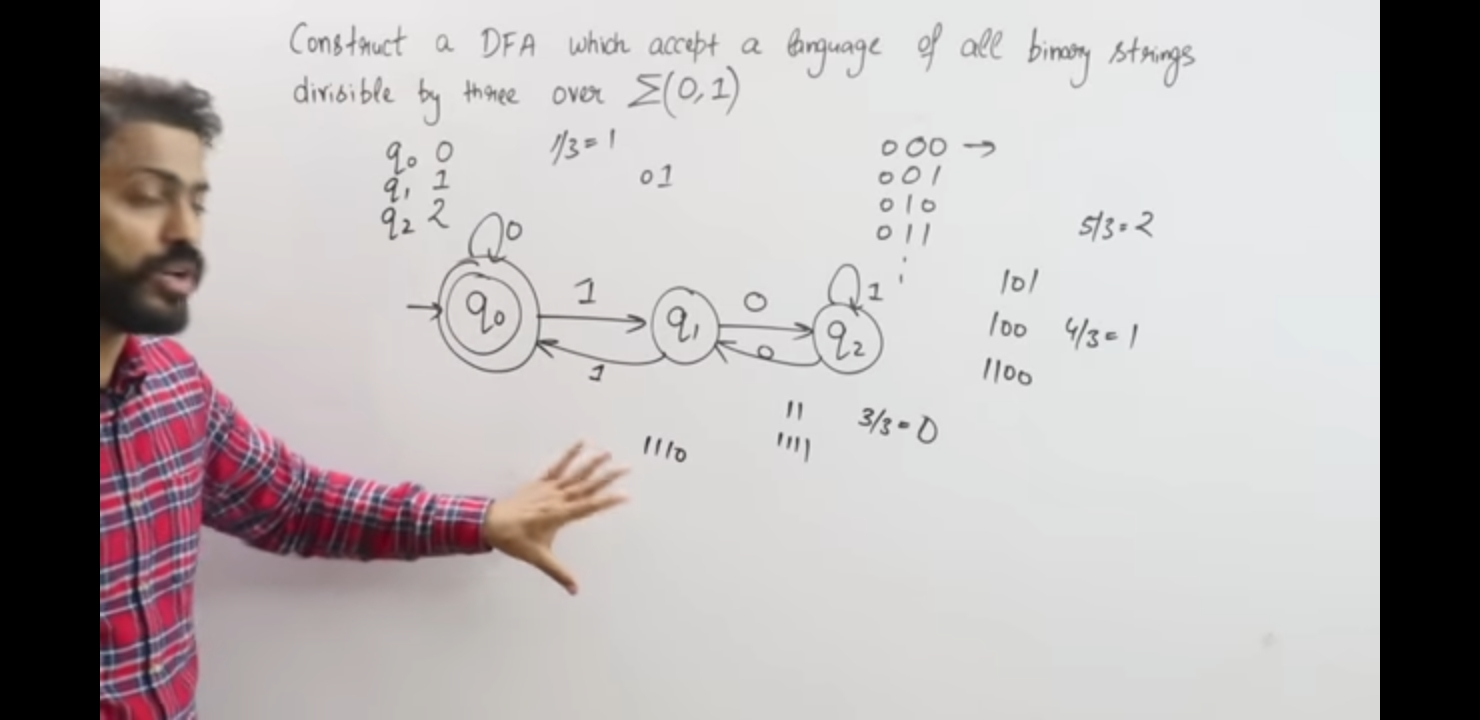 Construct a DFA which accept a language of all binary strings
divisible by three over Σ(0,1)
q₀ 0
q₁ 1
q₂ 2
1/3 = 1
01
000 →
001
010
011
⋮
5/3 = 2
101
100 4/3 = 1
1100
0
1
0
1
q₀
q₁
q₂
1
0
11 3/3 = 0
1111
1110